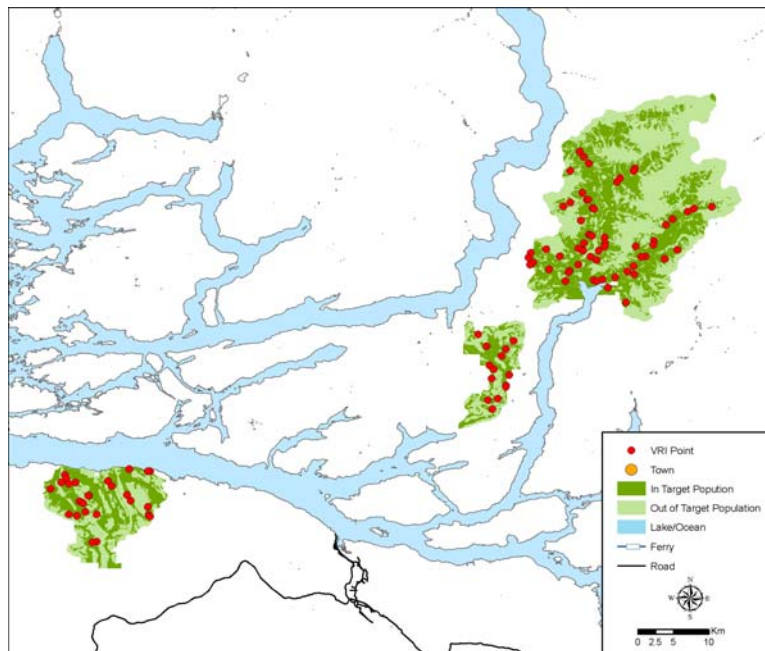 VRI Point
Town
In Target Popution
Out of Target Population
Lake/Ocean
Ferry
Road
N
W E
S
Km
0 2.5 5 10